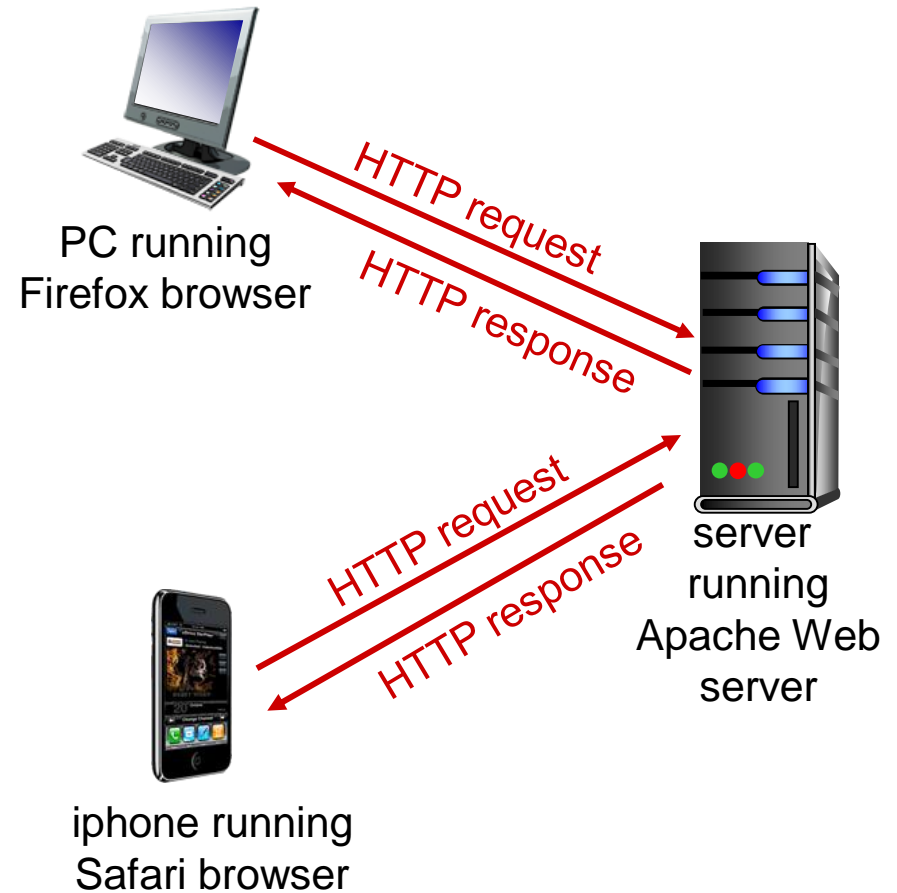 HTTP request
HTTP response
PC running
Firefox browser
HTTP request
HTTP response
server
running
Apache Web
server
iphone running
Safari browser